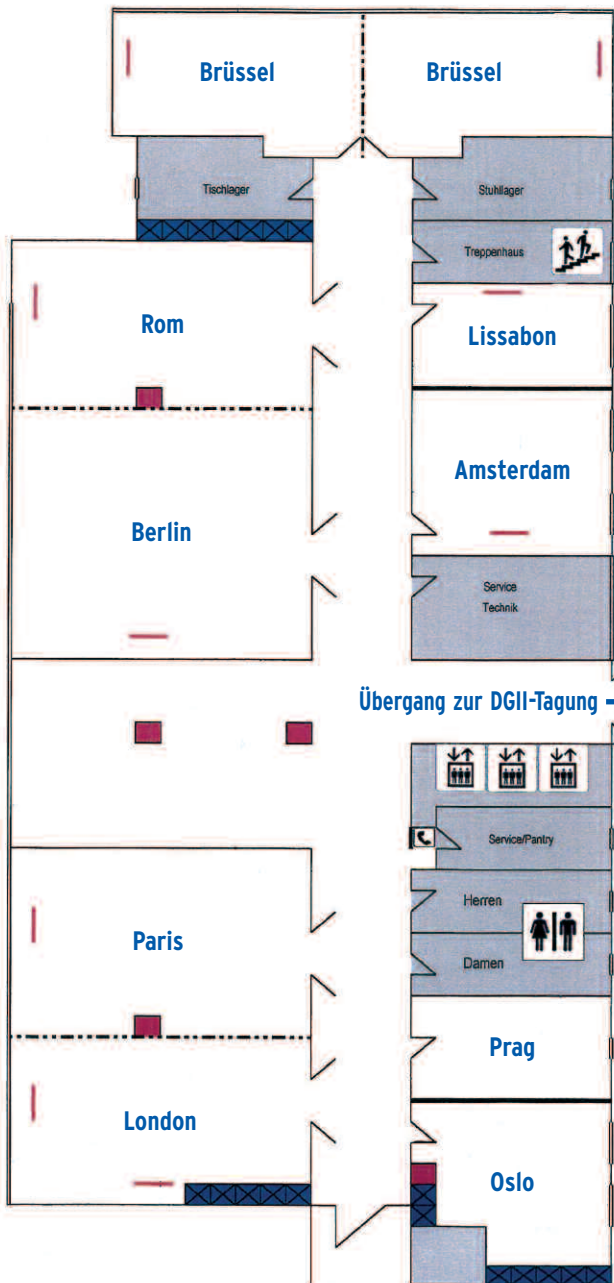 Brüssel
Brüssel
Tischlager
Stuhllager
Treppenhaus
Rom
Lissabon
Amsterdam
Berlin
Service
Technik
Übergang zur DGII-Tagung
Service/Pantry
Herren
Paris
Damen
Prag
London
Oslo